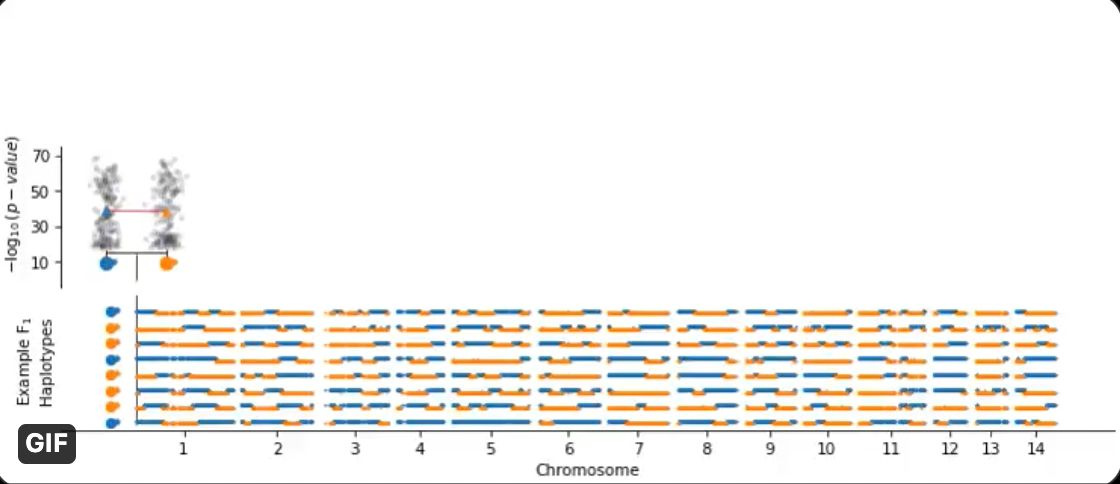 −log₁₀(p − value)
70
50
30
10
Example F₁
Haplotypes
GIF
1 2 3 4 5 6 7 8 9 10 11 12 13 14
Chromosome